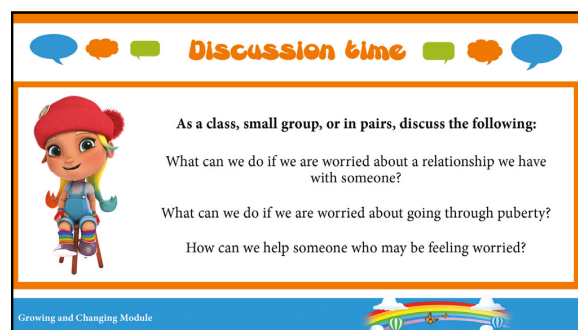 Discussion time
As a class, small group, or in pairs, discuss the following:
What can we do if we are worried about a relationship we have
with someone?
What can we do if we are worried about going through puberty?
How can we help someone who may be feeling worried?
Growing and Changing Module